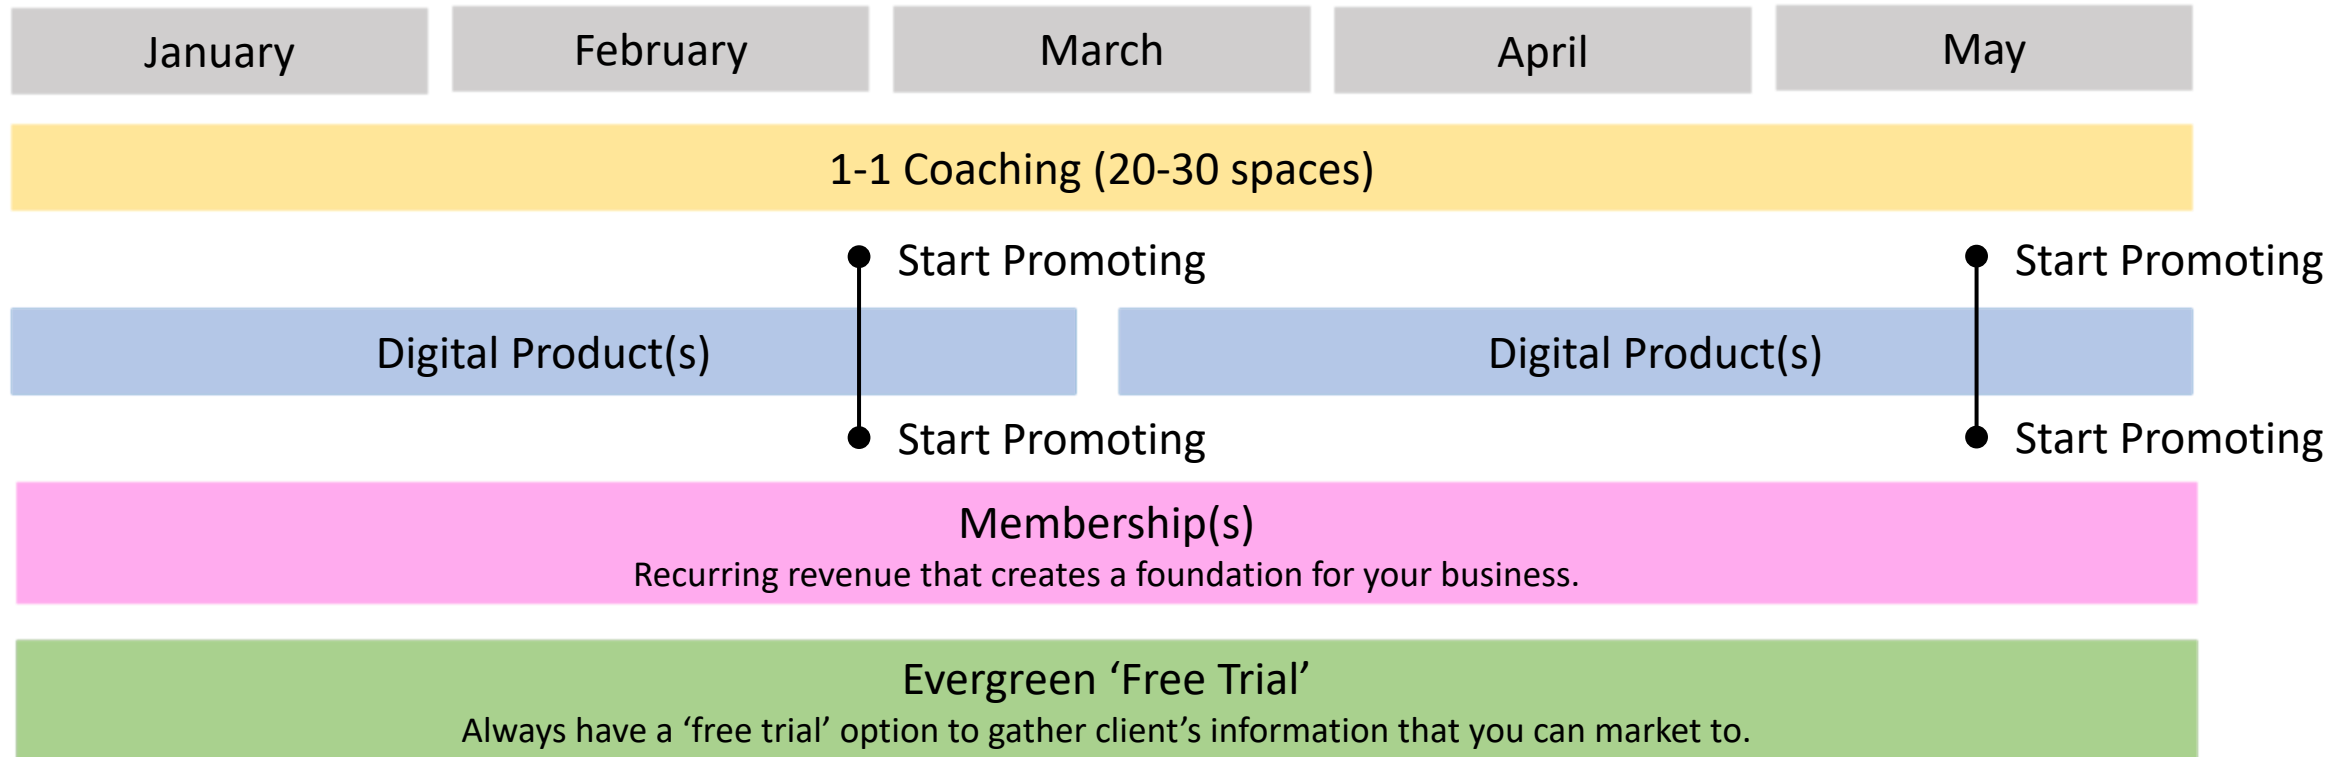 January
February
March
April
May
1-1 Coaching (20-30 spaces)
Start Promoting
Start Promoting
Digital Product(s)
Digital Product(s)
Start Promoting
Start Promoting
Membership(s)
Recurring revenue that creates a foundation for your business.
Evergreen ‘Free Trial’
Always have a ‘free trial’ option to gather client’s information that you can market to.